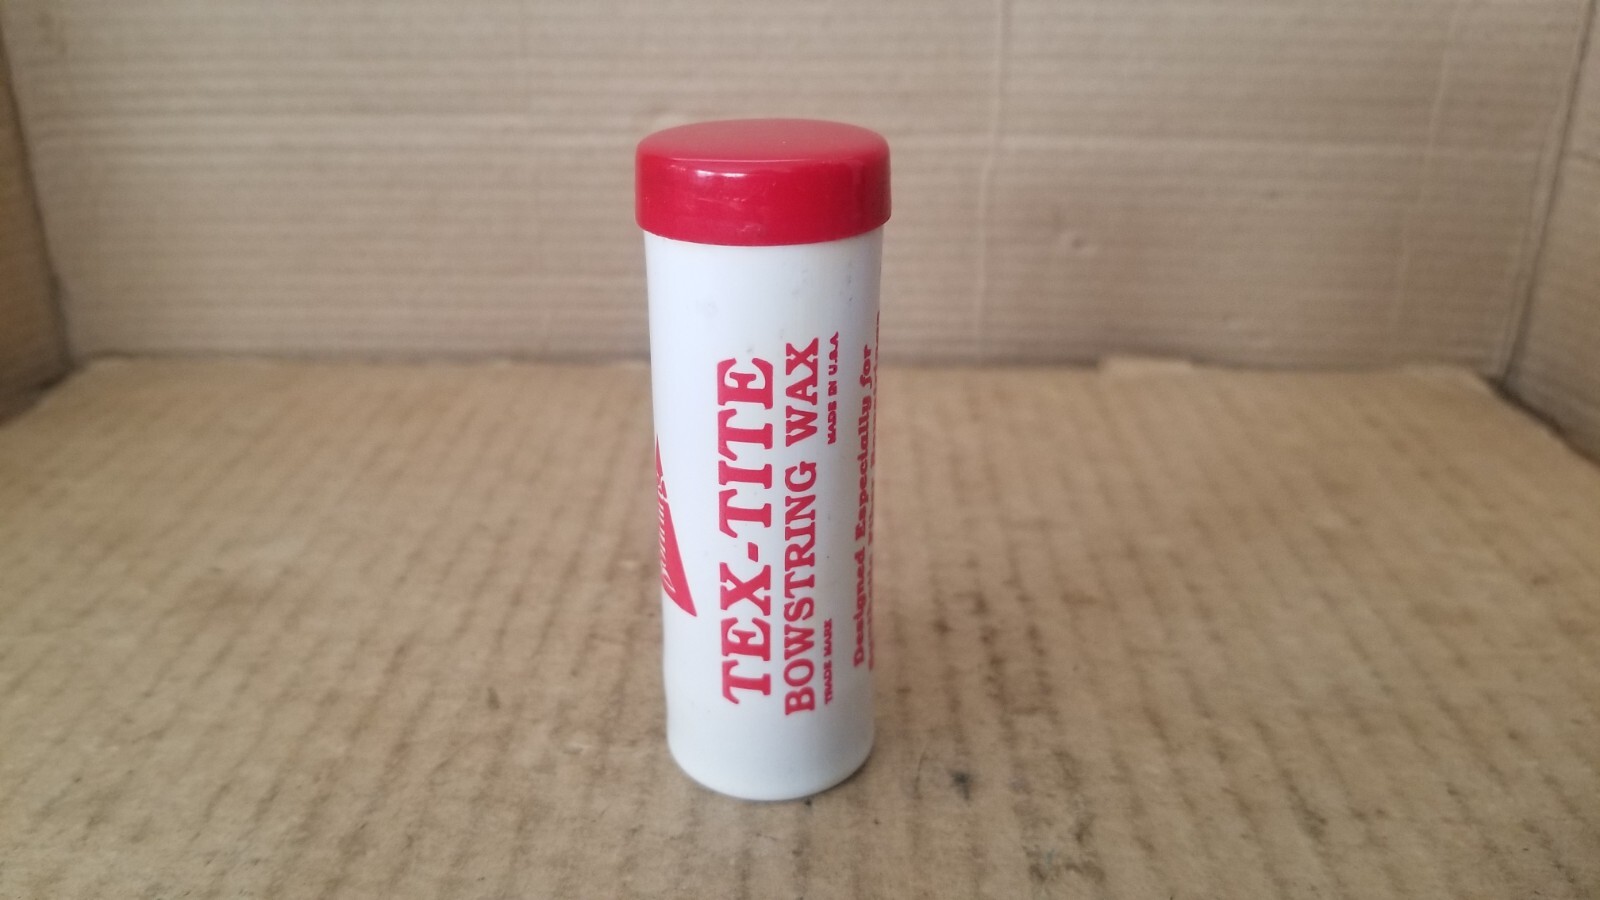 TEX-TITE
BOWSTRING WAX
TRADE MARK MADE IN U.S.A
Designed Especially for